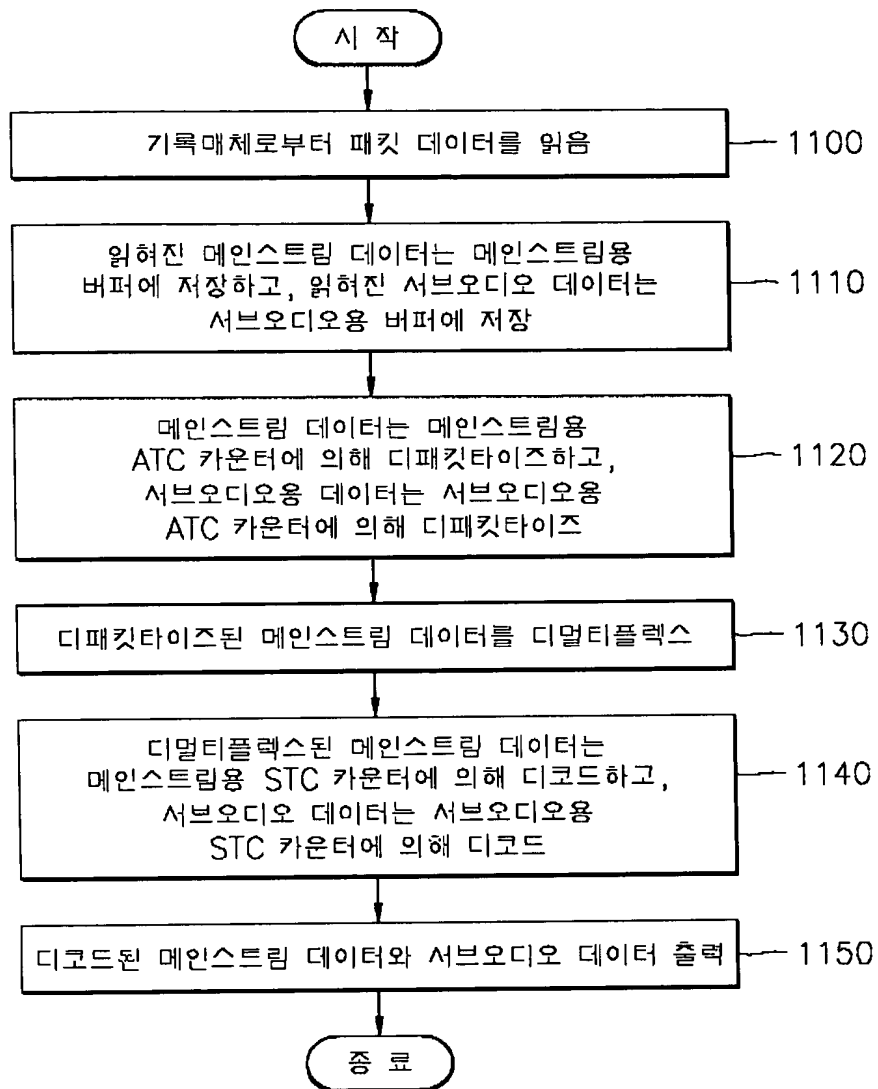 시 작
기록매체로부터 패킷 데이터를 읽음
1100
읽혀진 메인스트림 데이터는 메인스트림용
버퍼에 저장하고, 읽혀진 서브오디오 데이터는
서브오디오용 버퍼에 저장
1110
메인스트림 데이터는 메인스트림용
ATC 카운터에 의해 디패킷타이즈하고,
서브오디오용 데이터는 서브오디오용
ATC 카운터에 의해 디패킷타이즈
1120
디패킷타이즈된 메인스트림 데이터를 디멀티플렉스
1130
디멀티플렉스된 메인스트림 데이터는
메인스트림용 STC 카운터에 의해 디코드하고,
서브오디오 데이터는 서브오디오용
STC 카운터에 의해 디코드
1140
디코드된 메인스트림 데이터와 서브오디오 데이터 출력
1150
종 료